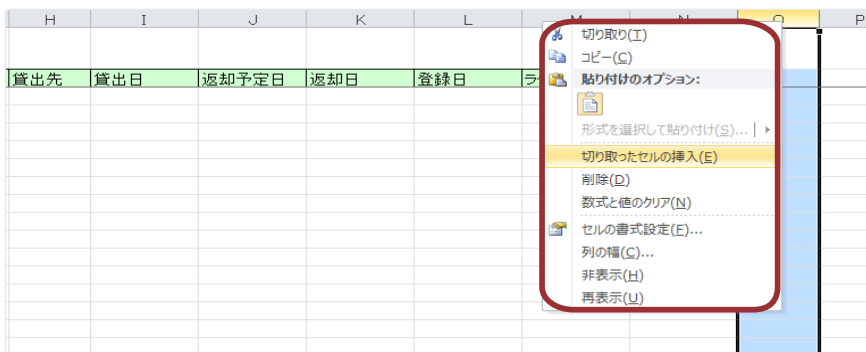 H I J K L M N O P
貸出先 貸出日 返却予定日 返却日 登録日
切り取り(T)
コピー(C)
貼り付けのオプション:
形式を選択して貼り付け(S)...
切り取ったセルの挿入(E)
削除(D)
数式と値のクリア(N)
セルの書式設定(F)...
列の幅(C)...
非表示(H)
再表示(U)